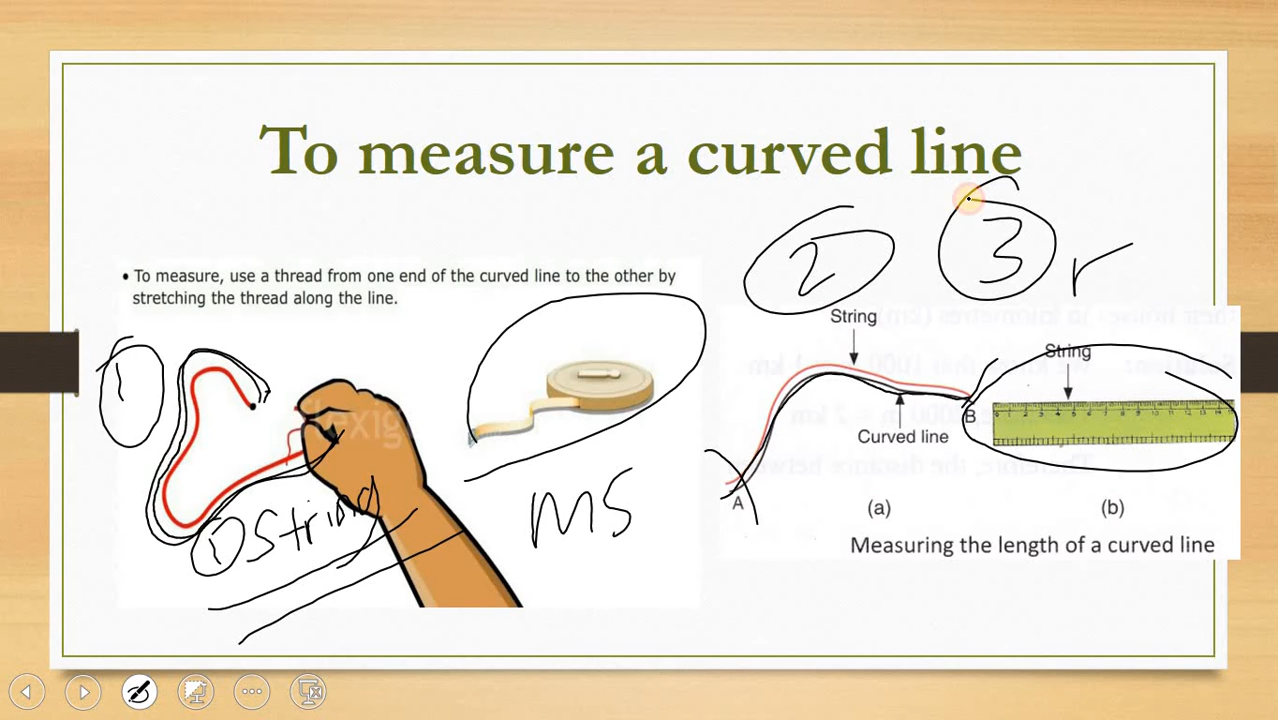 To measure a curved line
• To measure, use a thread from one end of the curved line to the other by
stretching the thread along the line.
1
① String
MS
2
3
r
String
Curved line
A
B
(a)
String
(b)
Measuring the length of a curved line